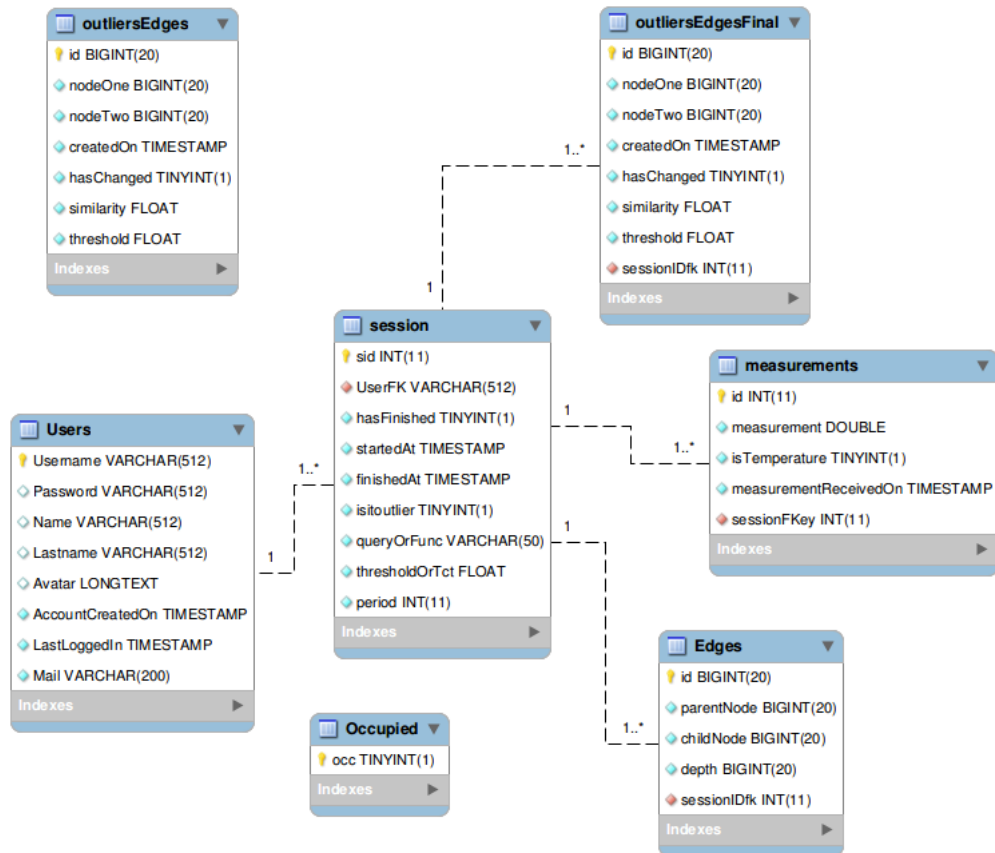 outliersEdges
id BIGINT(20)
nodeOne BIGINT(20)
nodeTwo BIGINT(20)
createdOn TIMESTAMP
hasChanged TINYINT(1)
similarity FLOAT
threshold FLOAT
Indexes
outliersEdgesFinal
id BIGINT(20)
nodeOne BIGINT(20)
nodeTwo BIGINT(20)
createdOn TIMESTAMP
hasChanged TINYINT(1)
similarity FLOAT
threshold FLOAT
sessionIDfk INT(11)
Indexes
1..*
1
session
sid INT(11)
UserFK VARCHAR(512)
hasFinished TINYINT(1)
startedAt TIMESTAMP
finishedAt TIMESTAMP
isitoutlier TINYINT(1)
queryOrFunc VARCHAR(50)
thresholdOrTct FLOAT
period INT(11)
Indexes
1
1..*
measurements
id INT(11)
measurement DOUBLE
isTemperature TINYINT(1)
measurementReceivedOn TIMESTAMP
sessionFKey INT(11)
Indexes
Users
Username VARCHAR(512)
Password VARCHAR(512)
Name VARCHAR(512)
Lastname VARCHAR(512)
Avatar LONGTEXT
AccountCreatedOn TIMESTAMP
LastLoggedIn TIMESTAMP
Mail VARCHAR(200)
Indexes
1..*
1
1
1..*
Edges
id BIGINT(20)
parentNode BIGINT(20)
childNode BIGINT(20)
depth BIGINT(20)
sessionIDfk INT(11)
Indexes
Occupied
occ TINYINT(1)
Indexes